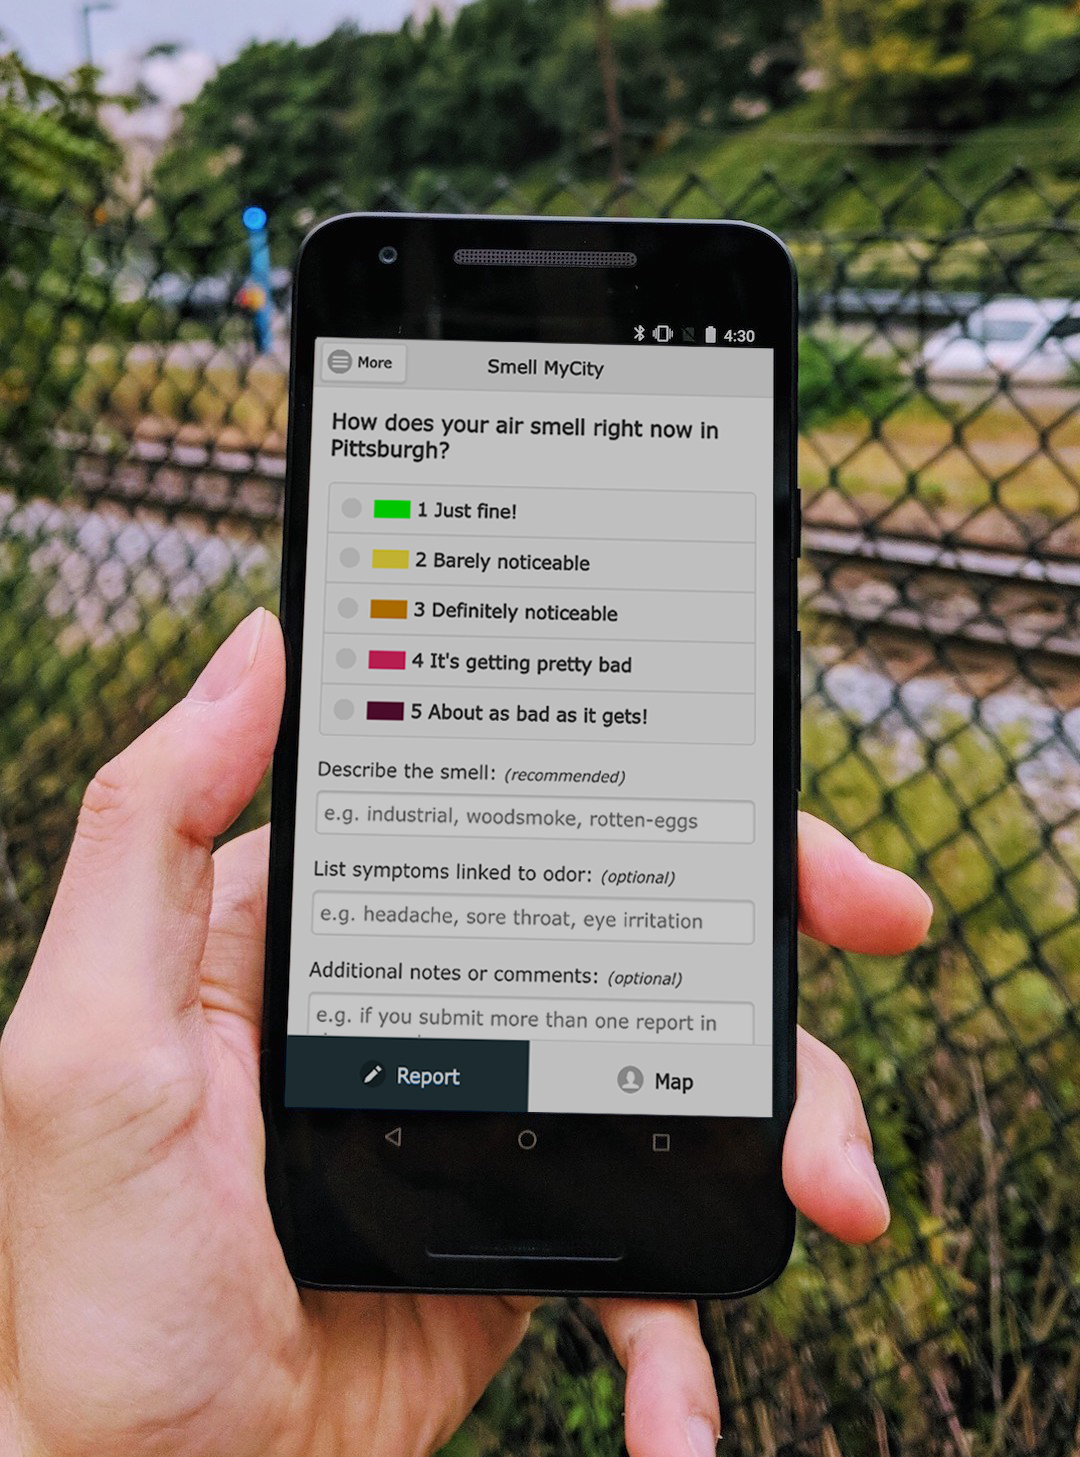 4:30
More
Smell MyCity
How does your air smell right now in
Pittsburgh?
1 Just fine!
2 Barely noticeable
3 Definitely noticeable
4 It's getting pretty bad
5 About as bad as it gets!
Describe the smell: (recommended)
e.g. industrial, woodsmoke, rotten-eggs
List symptoms linked to odor: (optional)
e.g. headache, sore throat, eye irritation
Additional notes or comments: (optional)
e.g. if you submit more than one report in
Report
Map